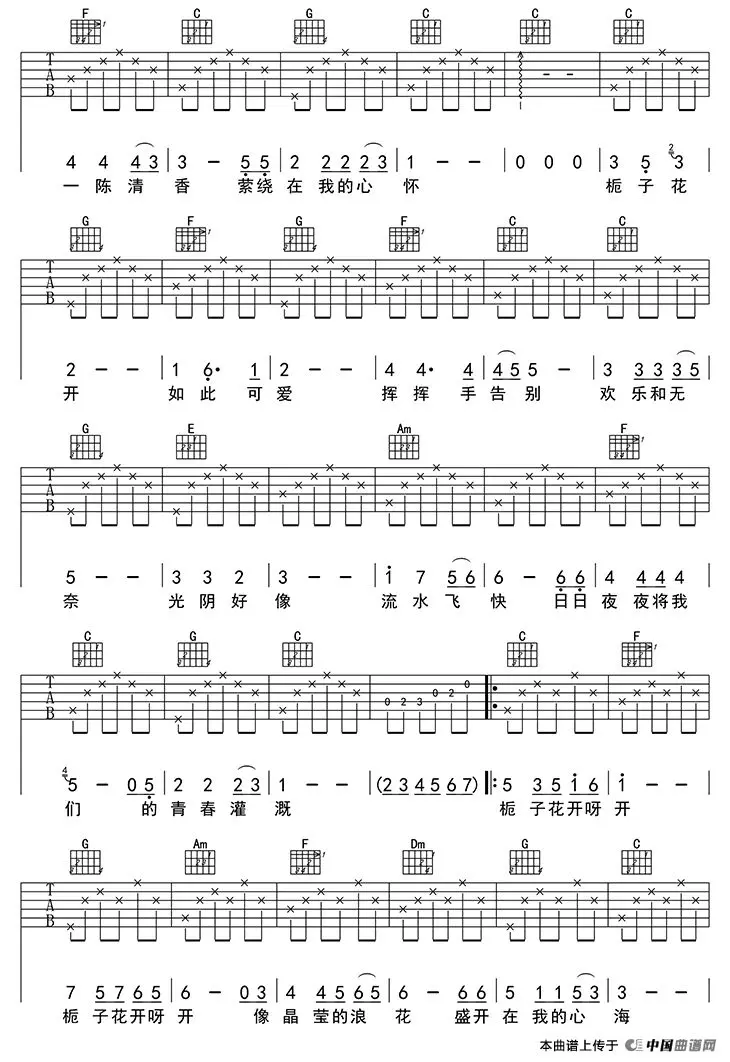 F C G C C C
T A B
4 4 4 3 | 3 - 5 5 | 2 2 2 2 3 | 1 - - | 0 0 0 | 3 5 2 3
一 陈 清 香 萦绕 在 我的心 怀 栀 子 花
G F G F C C
T A B
2 - - | 1 6· 1 | 2 - - | 4 4· 4 | 4 5 5 - | 3 3 3 3 5
开 如 此 可 爱 挥 挥 手 告 别 欢 乐和无
G E Am F
T A B
5 - - | 3 3 2 | 3 - - | 1 7 5 6 | 6 - 6 6 | 4 4 4 4
奈 光 阴 好 像 流 水 飞 快 日日 夜 夜将我
C G C C F
T A B 0 2 3 0 2 0
4 5 - 0 5 | 2 2 2 3 | 1 - - | (2 3 4 5 6 7) |: 5 3 5 1 6 | 1 - -
们 的 青 春 灌 溉 栀 子花开呀 开
G Am F Dm G C
T A B
7 5 7 6 5 | 6 - 0 3 | 4 4 5 6 5 | 6 - 6 6 | 5 1 1 5 3 | 3 - -
栀 子花开呀 开 像 晶 莹的浪 花 盛开 在 我的心 海
本曲谱上传于 中国曲谱网